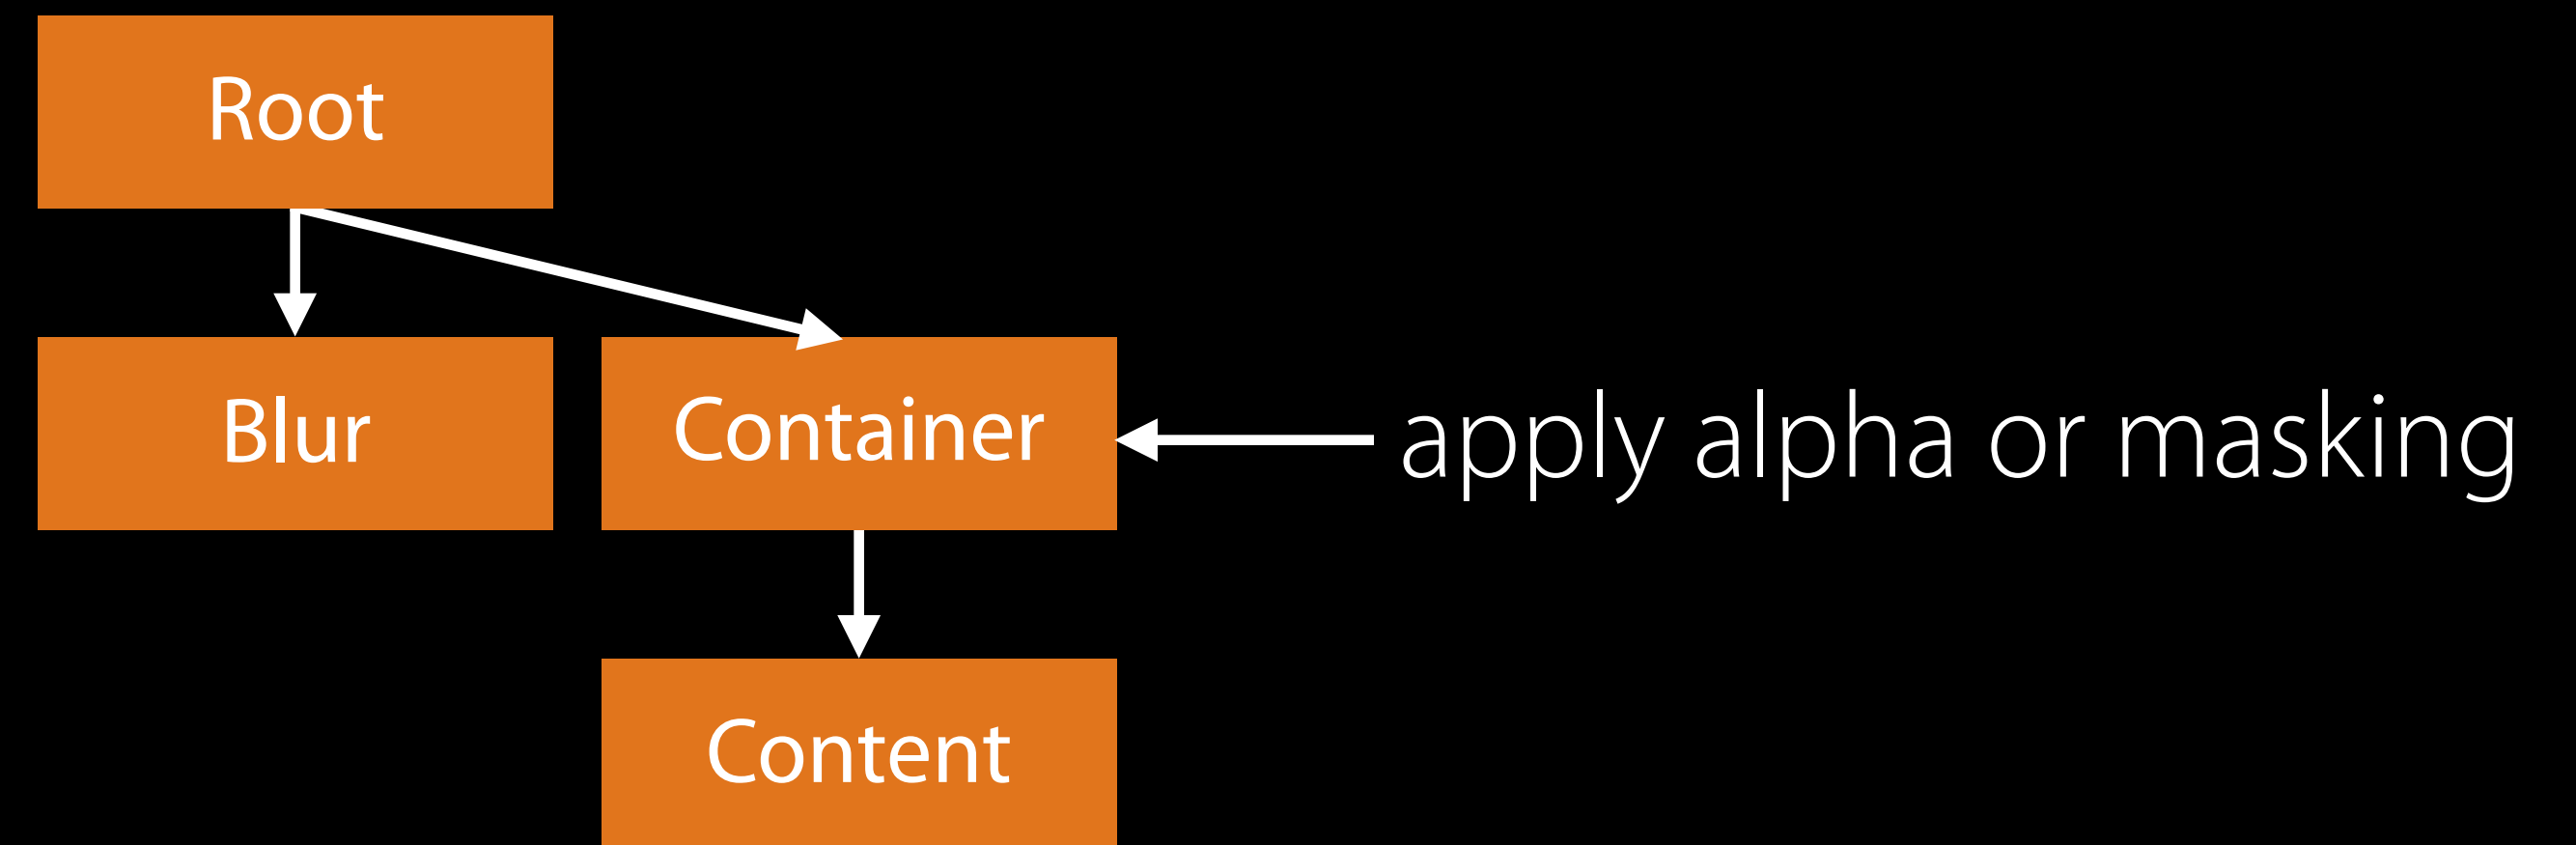 Root
Blur
Container
apply alpha or masking
Content